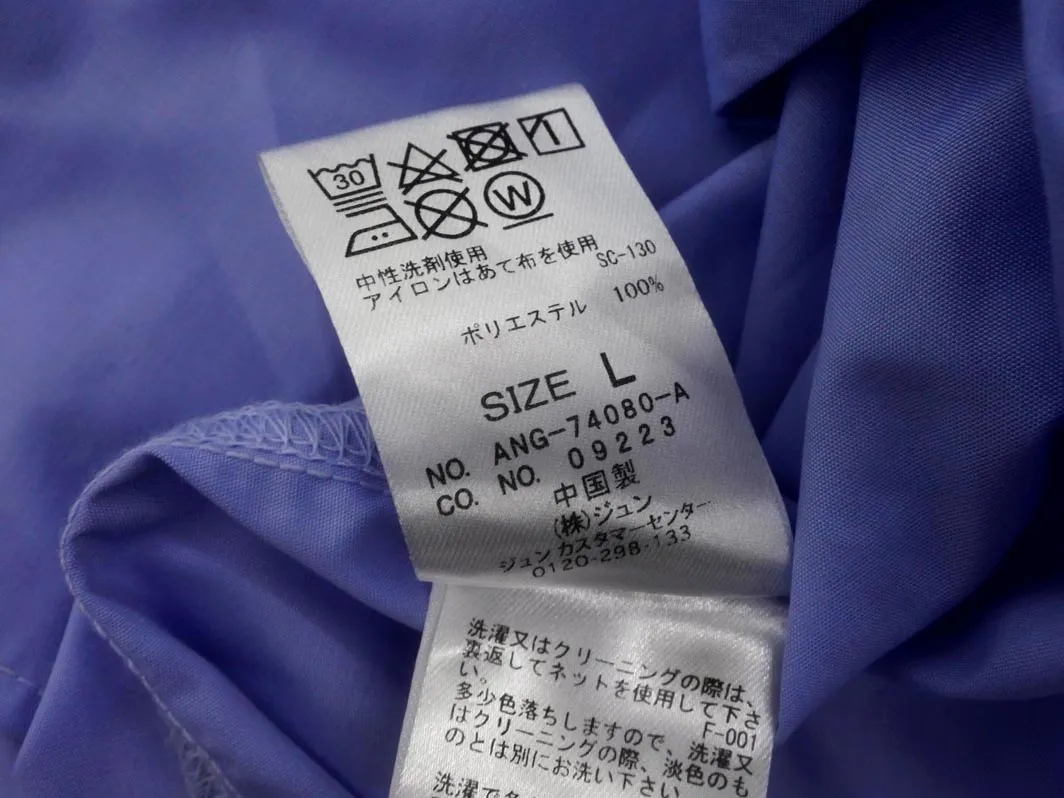 30
W
中性洗剤使用
アイロンはあて布を使用
SC-130
ポリエステル 100%
SIZE L
NO. ANG-74080-A
CO. NO. 09223
中国製
(株)ジュン
ジュン カスタマーセンター
0120-298-133
洗濯又はクリーニングの際は、
裏返してネットを使用して下さ
い。
F-001
多少色落ちしますので、洗濯又
はクリーニングの際、淡色のも
のとは別にお洗い下さい
洗濯で多